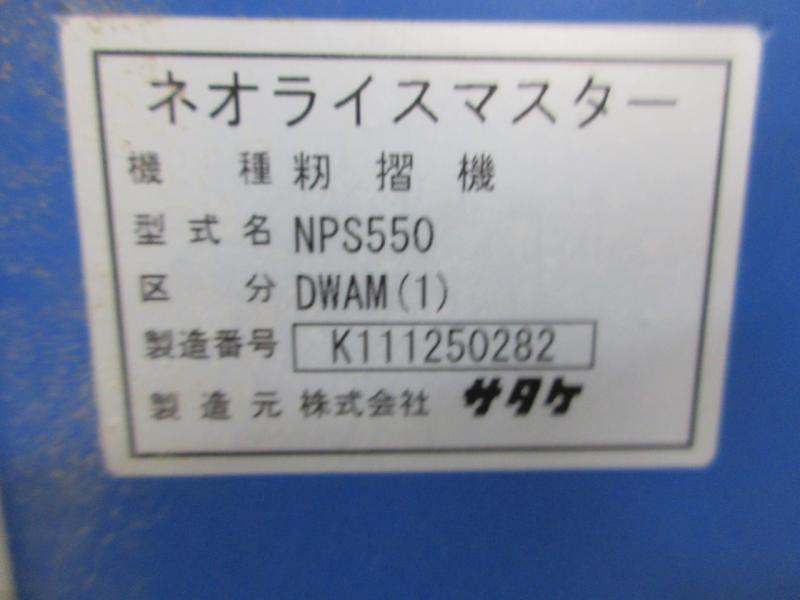 ネオライスマスター
機種 籾摺機
型式名 NPS550
区分 DWAM(1)
製造番号 K111250282
製造元 株式会社 サタケ